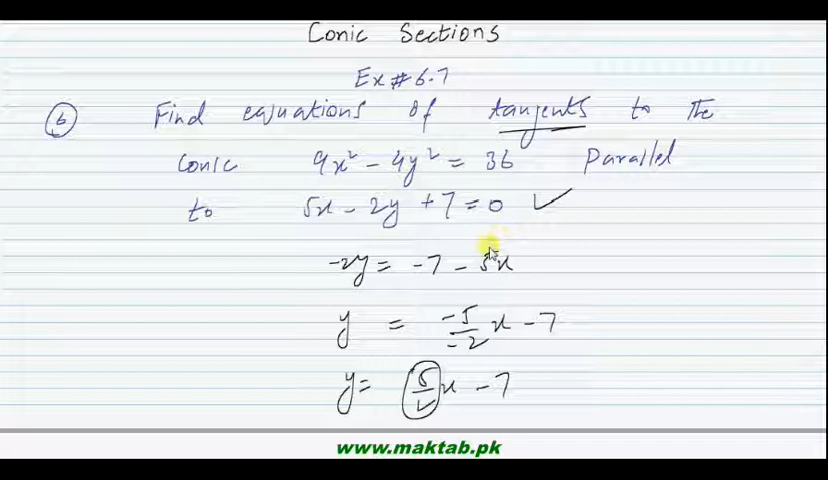 Conic Sections
Ex # 6.7
6 Find equations of tangents to the
Conic 9x² - 4y² = 36 Parallel
to 5x - 2y + 7 = 0 ✓
-2y = -7 - 5x
y = -5/-2 x - 7
y = 5/2 x - 7
www.maktab.pk